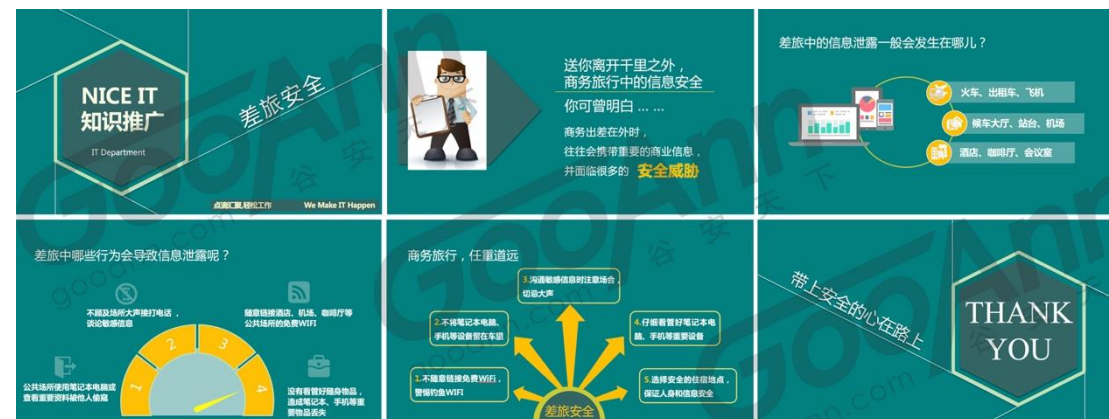 NICE IT
知识推广
IT Department
差旅安全
点滴汇聚,轻松工作 We Make IT Happen
送你离开千里之外，
商务旅行中的信息安全
你可曾明白 ... ...
商务出差在外时，
往往会携带重要的商业信息，
并面临很多的 安全威胁
差旅中的信息泄露一般会发生在哪儿？
火车、出租车、飞机
候车大厅、站台、机场
酒店、咖啡厅、会议室
差旅中哪些行为会导致信息泄露呢？
不顾及场所大声接打电话，
谈论敏感信息
随意链接酒店、机场、咖啡厅等
公共场所的免费WIFI
公共场所使用笔记本电脑或
查看重要资料被他人偷窥
没有看管好随身物品，
造成笔记本、手机等重
要物品丢失
1
2
3
4
商务旅行，任重道远
3.沟通敏感信息时注意场合，
切忌大声
2.不将笔记本电脑、
手机等设备留在车里
4.仔细看管好笔记本电
脑、手机等重要设备
1.不随意链接免费WiFi，
警惕钓鱼WIFI
5.选择安全的住宿地点，
保证人身和信息安全
差旅安全
带上安全的心在路上
THANK
YOU
GooAnn
谷安天下
gooann.com